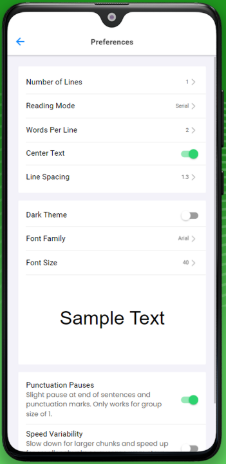 Preferences
Number of Lines 1
Reading Mode Serial
Words Per Line 2
Center Text
Line Spacing 1.3
Dark Theme
Font Family Arial
Font Size 48
Sample Text
Punctuation Pauses
Slight pause at end of sentences and
punctuation marks. Only works for group
size of 1.
Speed Variability
Slow down for larger chunks and speed up